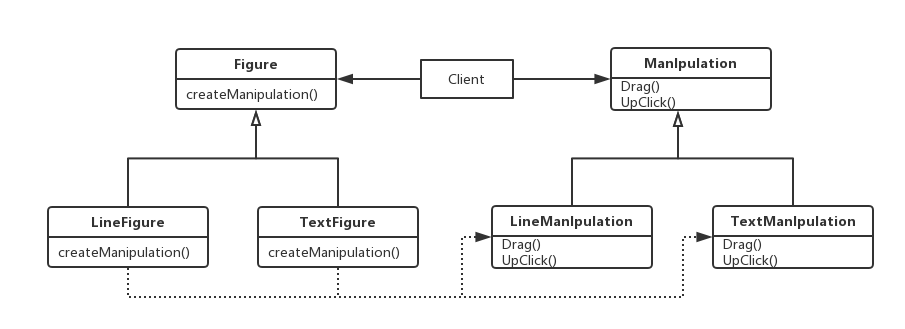 Figure
createManipulation()
Client
ManIpulation
Drag()
UpClick()
LineFigure
createManipulation()
TextFigure
createManipulation()
LineManIpulation
Drag()
UpClick()
TextManIpulation
Drag()
UpClick()